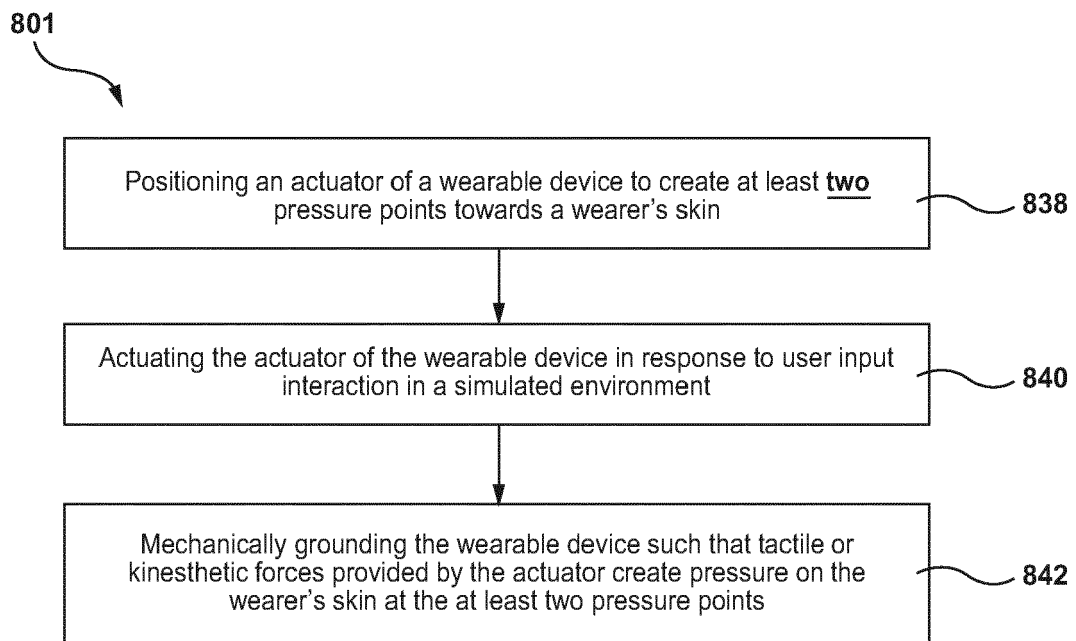 801
Positioning an actuator of a wearable device to create at least two
pressure points towards a wearer's skin
838
Actuating the actuator of the wearable device in response to user input
interaction in a simulated environment
840
Mechanically grounding the wearable device such that tactile or
kinesthetic forces provided by the actuator create pressure on the
wearer's skin at the at least two pressure points
842